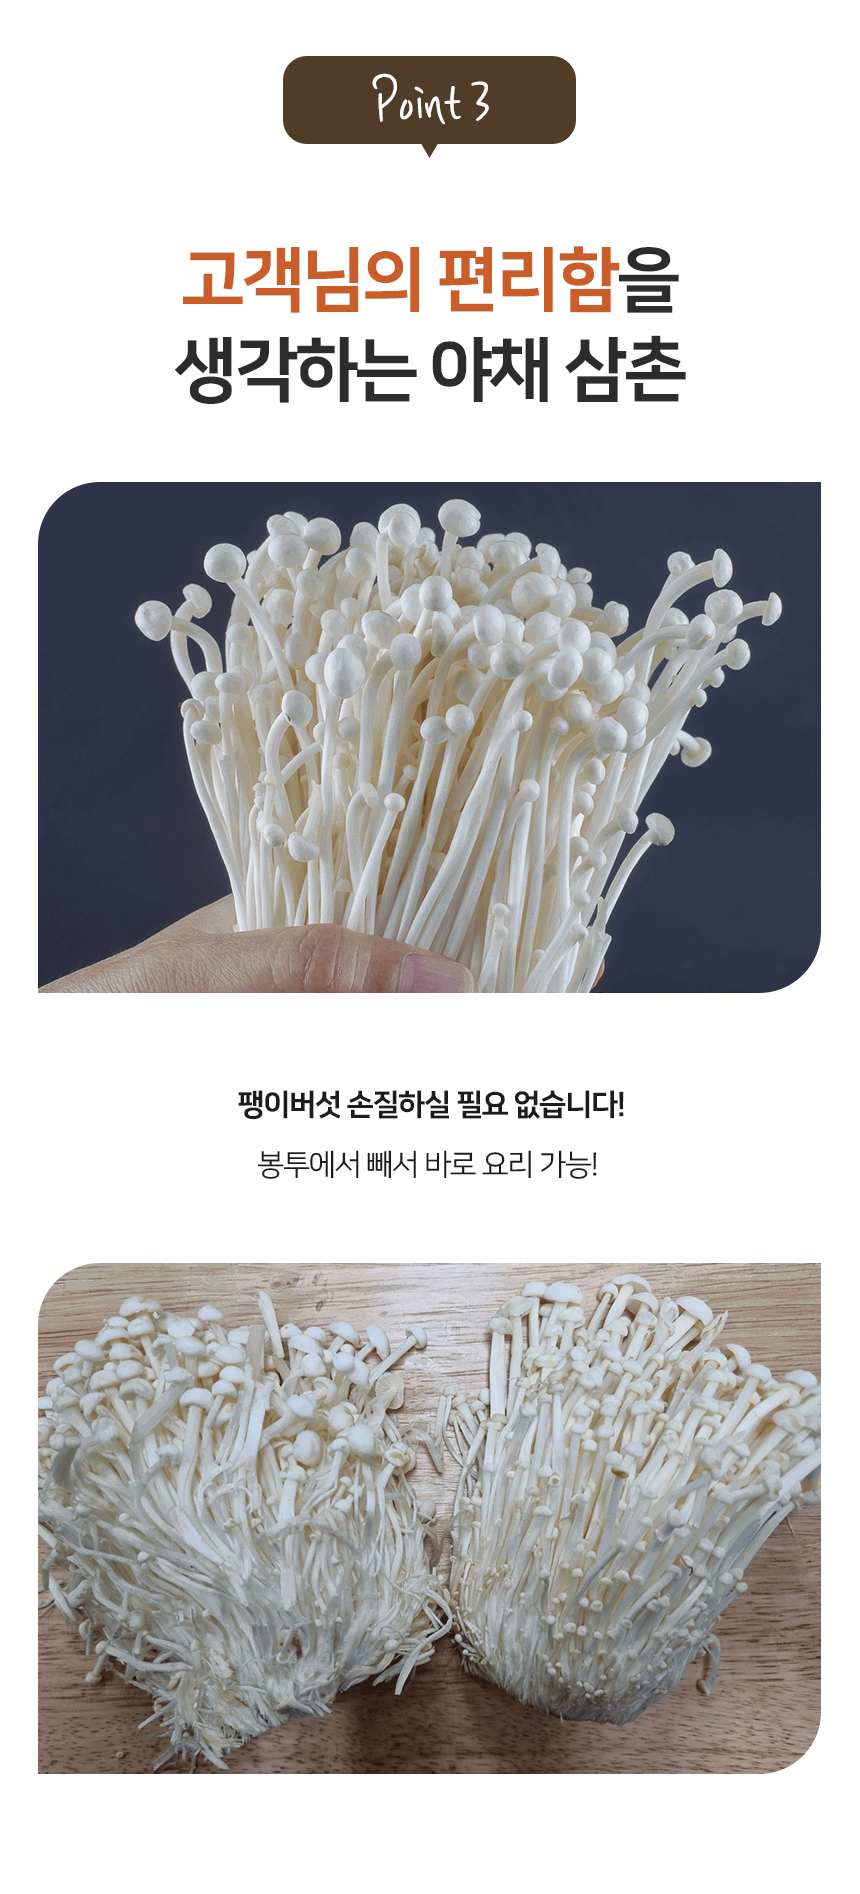 Point 3
고객님의 편리함을
생각하는 야채 삼촌
팽이버섯 손질하실 필요 없습니다!
봉투에서 빼서 바로 요리 가능!